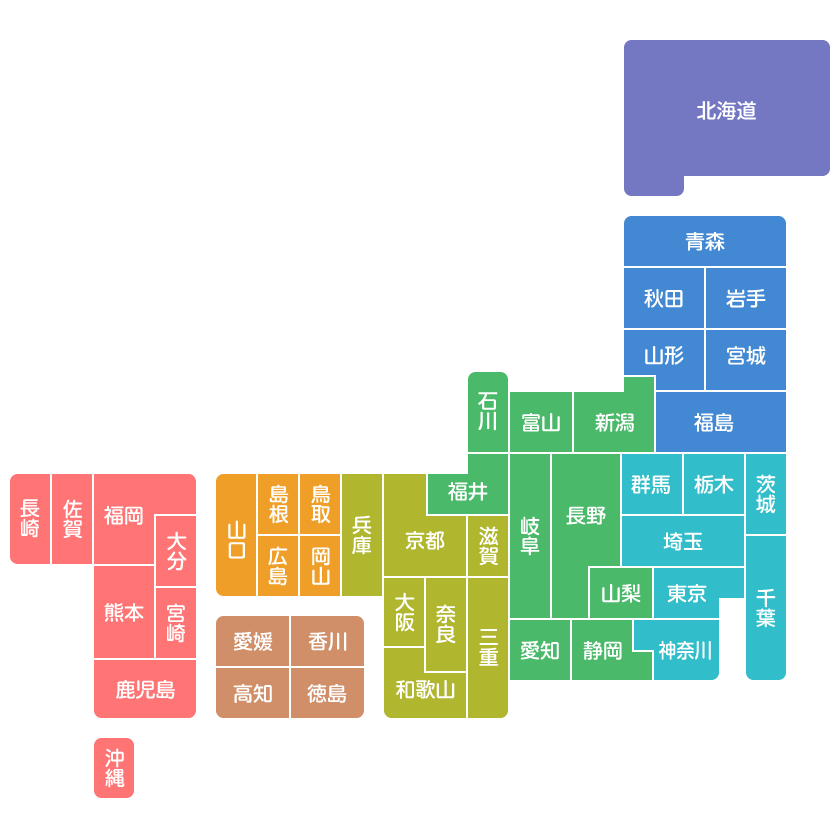 北海道
青森
秋田
岩手
山形
宮城
石川
富山
新潟
福島
長崎
佐賀
福岡
大分
山口
島根
鳥取
広島
岡山
兵庫
京都
福井
滋賀
岐阜
長野
群馬
栃木
茨城
埼玉
熊本
宮崎
愛媛
香川
大阪
奈良
三重
山梨
東京
千葉
愛知
静岡
神奈川
鹿児島
高知
徳島
和歌山
沖縄